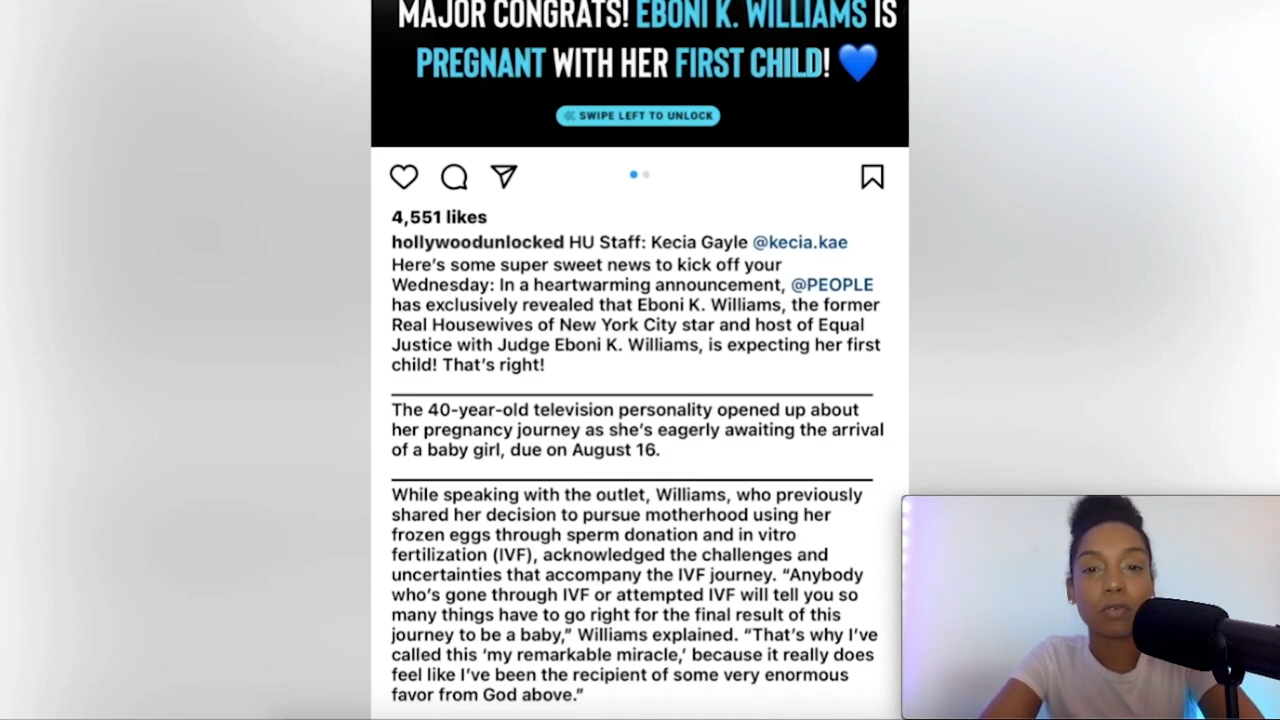 MAJOR CONGRATS! EBONI K. WILLIAMS IS
PREGNANT WITH HER FIRST CHILD! 💙
SWIPE LEFT TO UNLOCK
4,551 likes
hollywoodunlocked HU Staff: Kecia Gayle @kecia.kae
Here’s some super sweet news to kick off your
Wednesday: In a heartwarming announcement, @PEOPLE
has exclusively revealed that Eboni K. Williams, the former
Real Housewives of New York City star and host of Equal
Justice with Judge Eboni K. Williams, is expecting her first
child! That’s right!
The 40-year-old television personality opened up about
her pregnancy journey as she’s eagerly awaiting the arrival
of a baby girl, due on August 16.
While speaking with the outlet, Williams, who previously
shared her decision to pursue motherhood using her
frozen eggs through sperm donation and in vitro
fertilization (IVF), acknowledged the challenges and
uncertainties that accompany the IVF journey. “Anybody
who’s gone through IVF or attempted IVF will tell you so
many things have to go right for the final result of this
journey to be a baby,” Williams explained. “That’s why I’ve
called this ‘my remarkable miracle,’ because it really does
feel like I’ve been the recipient of some very enormous
favor from God above.”